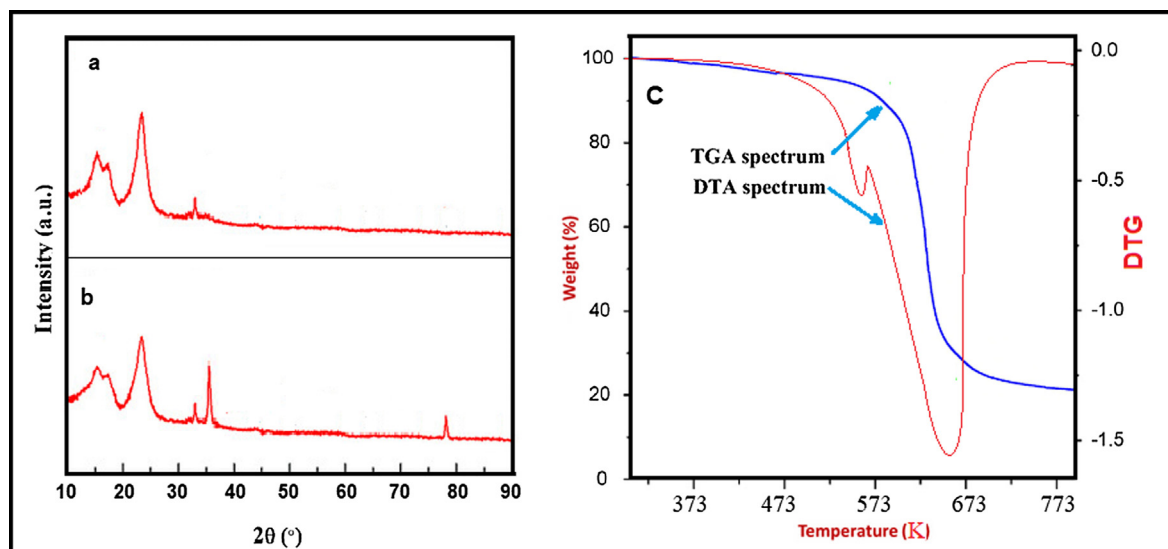 a
b
Intensity (a.u.)
10 20 30 40 50 60 70 80 90
2θ (°)
C
TGA spectrum
DTA spectrum
100
80
60
40
20
0
Weight (%)
373 473 573 673 773
Temperature (K)
0.0
-0.5
-1.0
-1.5
DTG